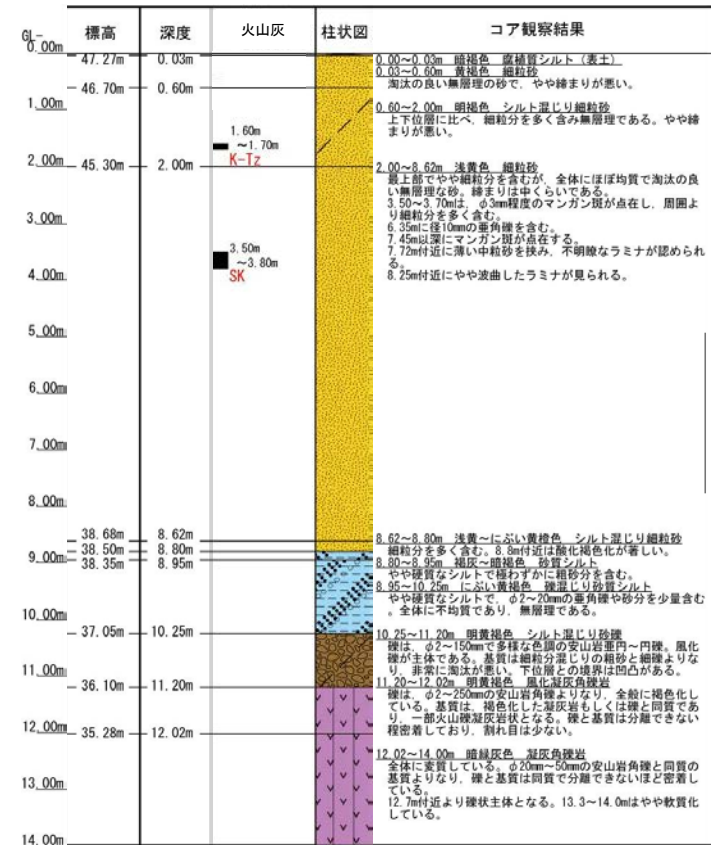 GL-
標高 深度 火山灰 柱状図 コア観察結果
0.00m
47.27m 0.03m
46.70m 0.60m
1.00m
1.60m
～1.70m
K-Tz
2.00m
45.30m 2.00m
3.00m
3.50m
～3.80m
SK
4.00m
5.00m
6.00m
7.00m
8.00m
38.68m 8.62m
38.50m 8.80m
9.00m
38.35m 8.95m
10.00m
37.05m 10.25m
11.00m
36.10m 11.20m
12.00m
35.28m 12.02m
13.00m
14.00m
0.00～0.03m 暗褐色 腐植質シルト（表土）
0.03～0.60m 黄褐色 細粒砂
淘汰の良い無層理の砂で、やや締まりが悪い。
0.60～2.00m 明褐色 シルト混じり細粒砂
上下位層に比べ、細粒分を多く含み無層理である。やや締
まりが悪い。
2.00～8.62m 浅黄色 細粒砂
最上部でやや細粒分を含むが、全体にほぼ均質で淘汰の良
い無層理な砂。締まりは中くらいである。
3.50～3.70mは、φ3mm程度のマンガン斑が点在し、周囲よ
り細粒分を多く含む。
6.35mに径10mmの亜角礫を含む。
7.45m以深にマンガン斑が点在する。
7.72m付近に薄い中粒砂を挟み、不明瞭なラミナが認められ
る。
8.25m付近にやや波曲したラミナが見られる。
8.62～8.80m 浅黄～にぶい黄橙色 シルト混じり細粒砂
細粒分を多く含む。8.8m付近は酸化褐色化が著しい。
8.80～8.95m 褐灰～暗褐色 砂質シルト
やや硬質なシルトで極わずかに粗砂分を含む。
8.95～10.25m にぶい黄褐色 礫混じり砂質シルト
やや硬質なシルトで、φ2～20mmの亜角礫や砂分を少量含む
。全体に不均質であり、無層理である。
10.25～11.20m 明黄褐色 シルト混じり砂礫
礫は、φ2～150mmで多様な色調の安山岩亜円～円礫。風化
礫が主体である。基質は細粒分混じりの粗砂と細礫よりな
り、非常に淘汰が悪い。下位層との境界は凹凸がある。
11.20～12.02m 明黄褐色 風化凝灰角礫岩
礫は、φ2～250mmの安山岩角礫よりなり、全般に褐色化し
ている。基質は、褐色化した凝灰岩もしくは礫と同質であ
り、一部火山礫凝灰岩状となる。礫と基質は分離できない
程密着しており、割れ目は少ない。
12.02～14.00m 暗緑灰色 凝灰角礫岩
全体に変質している。φ20mm～50mmの安山岩角礫と同質の
基質よりなり、礫と基質は同質で分離できないほど密着し
ている。
12.7m付近より礫状主体となる。13.3～14.0mはやや軟質化
している。